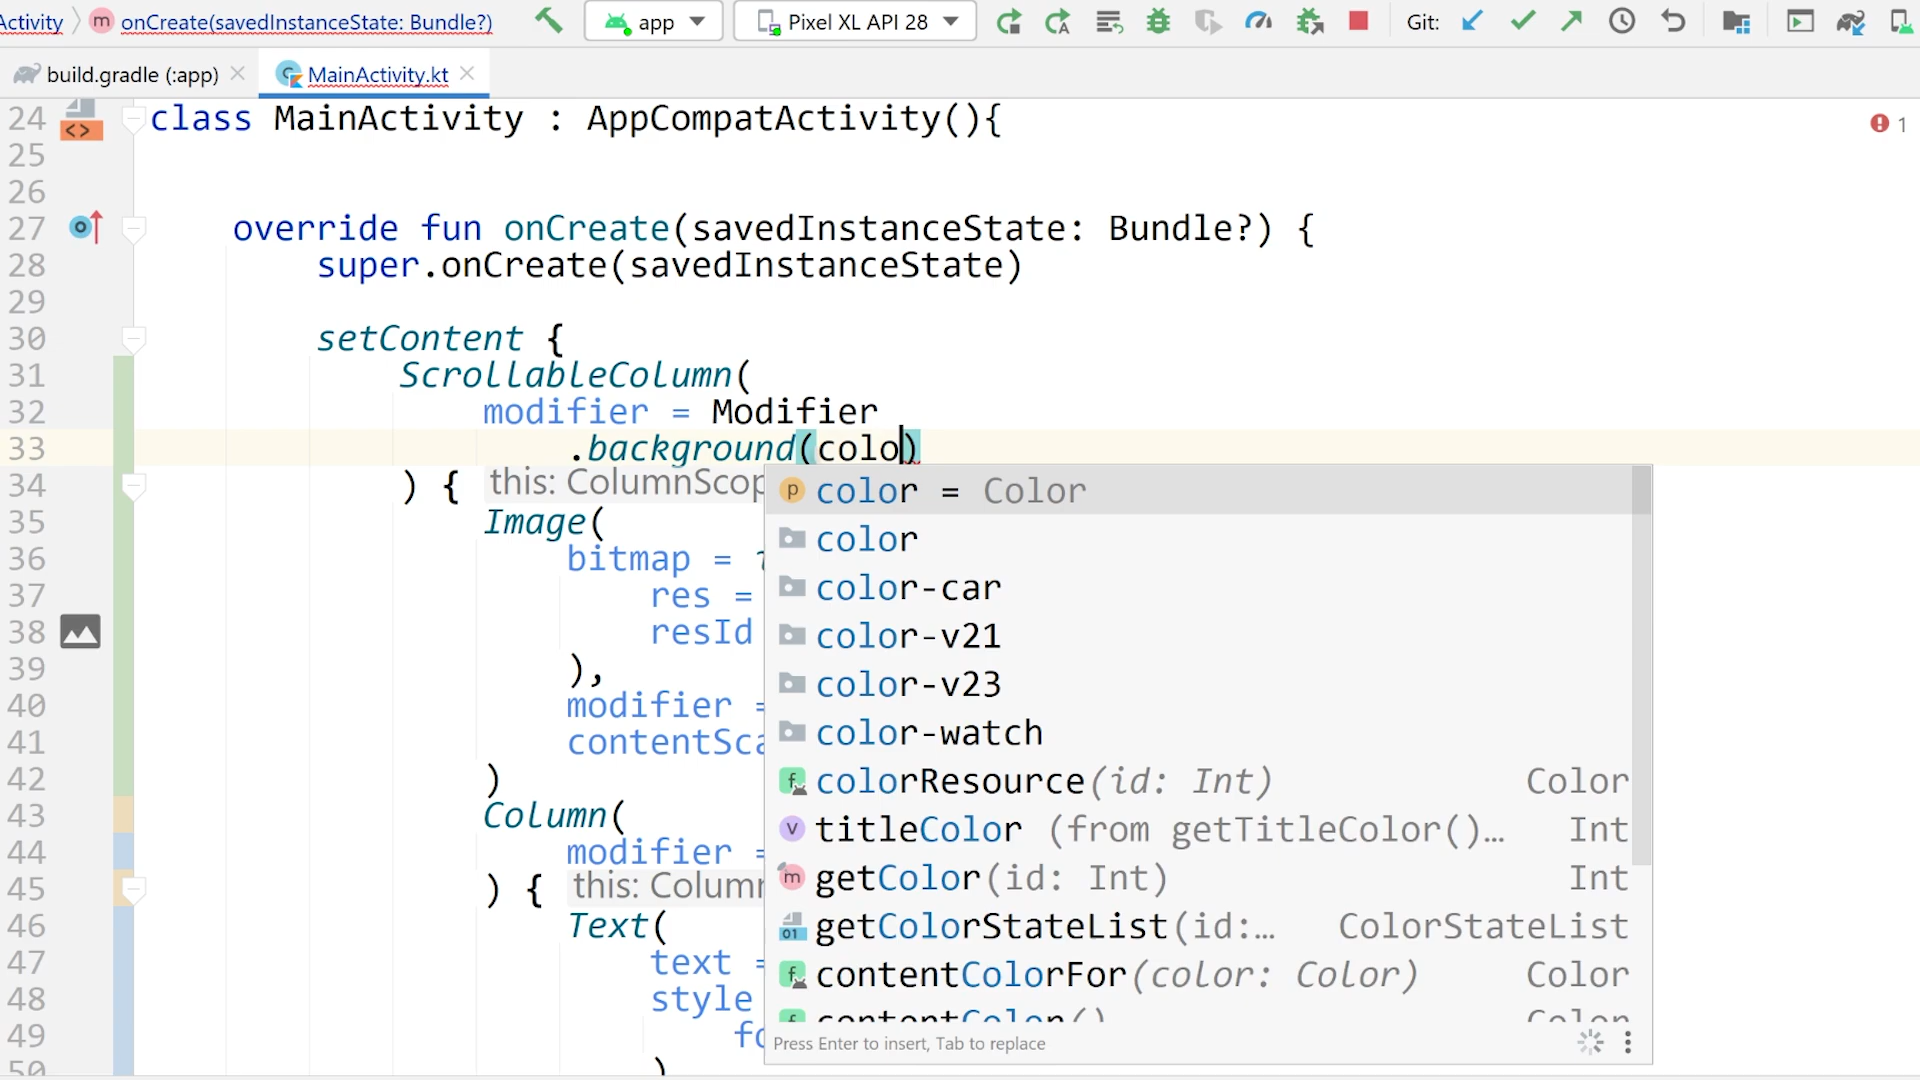 Activity onCreate(savedInstanceState: Bundle?) app Pixel XL API 28 Git:
build.gradle (:app) MainActivity.kt
24 class MainActivity : AppCompatActivity(){ 1
25
26
27 override fun onCreate(savedInstanceState: Bundle?) {
28 super.onCreate(savedInstanceState)
29
30 setContent {
31 ScrollableColumn(
32 modifier = Modifier
33 .background(colo)
34 ) { this: ColumnScop
35 Image(
36 bitmap =
37 res =
38 resId
39 ),
40 modifier =
41 contentSca
42 )
43 Column(
44 modifier =
45 ) { this: Column
46 Text(
47 text =
48 style
49 fo
50 )
color = Color
color
color-car
color-v21
color-v23
color-watch
colorResource(id: Int) Color
titleColor (from getTitleColor()… Int
getColor(id: Int) Int
getColorStateList(id:… ColorStateList
contentColorFor(color: Color) Color
contentColor() Color
Press Enter to insert, Tab to replace